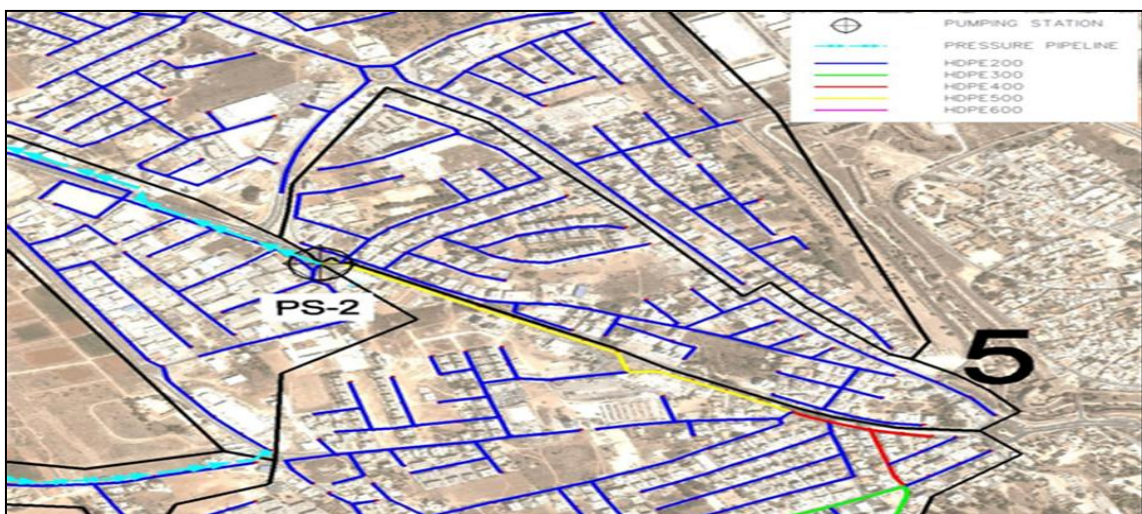 PUMPING STATION
PRESSURE PIPELINE
HDPE200
HDPE300
HDPE400
HDPE500
HDPE600
PS-2
5